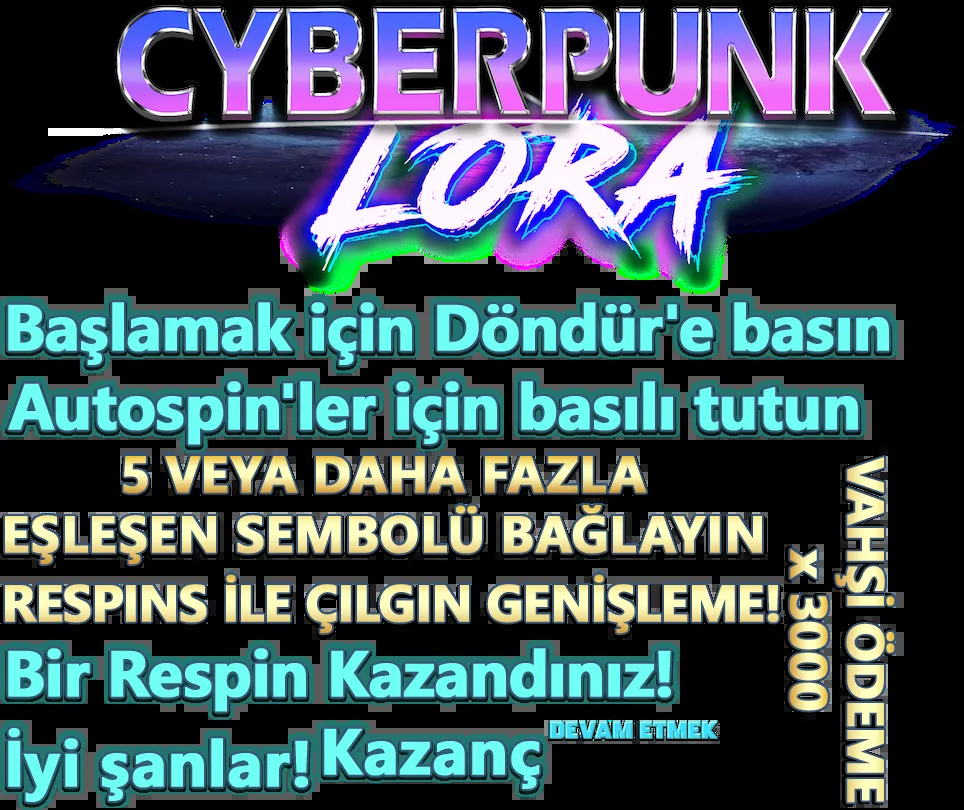 CYBERPUNK
LORA
Başlamak için Döndür'e basın
Autospin'ler için basılı tutun
5 VEYA DAHA FAZLA
EŞLEŞEN SEMBOLÜ BAĞLAYIN
RESPINS İLE ÇILGIN GENİŞLEME!
Bir Respin Kazandınız!
İyi şanlar!
Kazanç
DEVAM ETMEK
VAHŞİ ÖDEME
x 3000